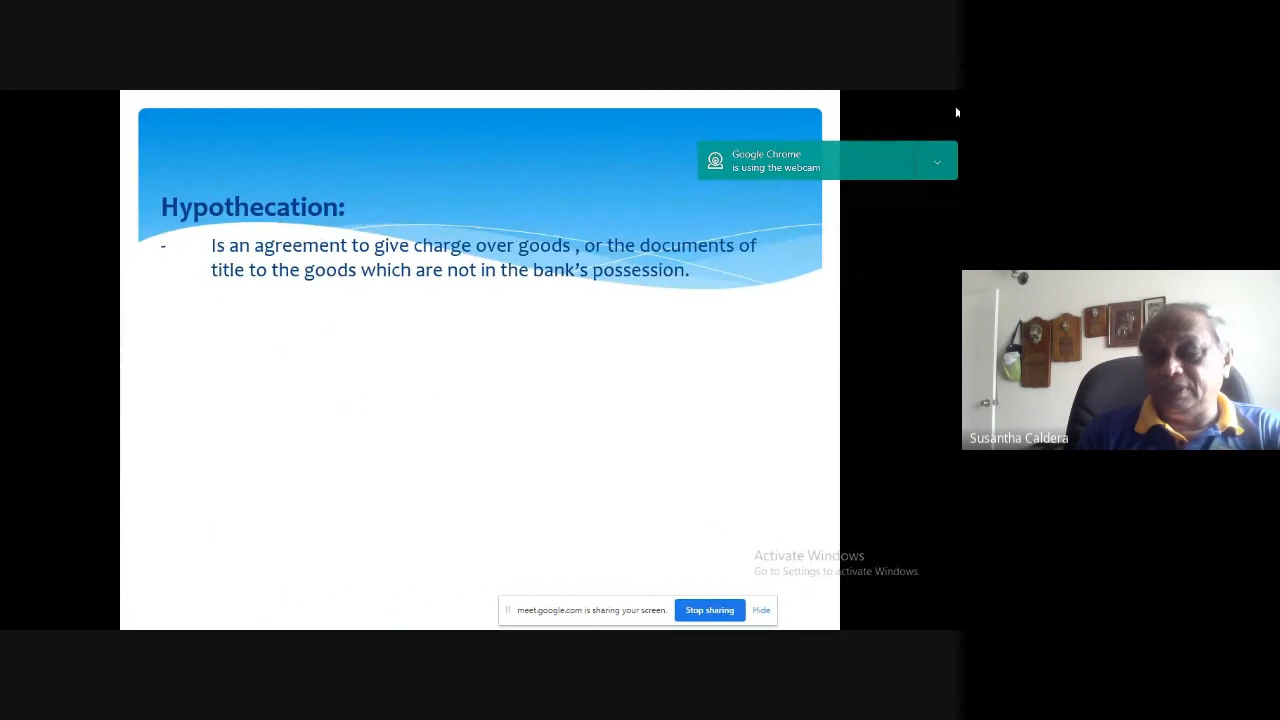 Google Chrome
is using the webcam
Hypothecation:
- Is an agreement to give charge over goods , or the documents of
title to the goods which are not in the bank's possession.
Susantha Caldera
Activate Windows
Go to Settings to activate Windows.
meet.google.com is sharing your screen. Stop sharing Hide